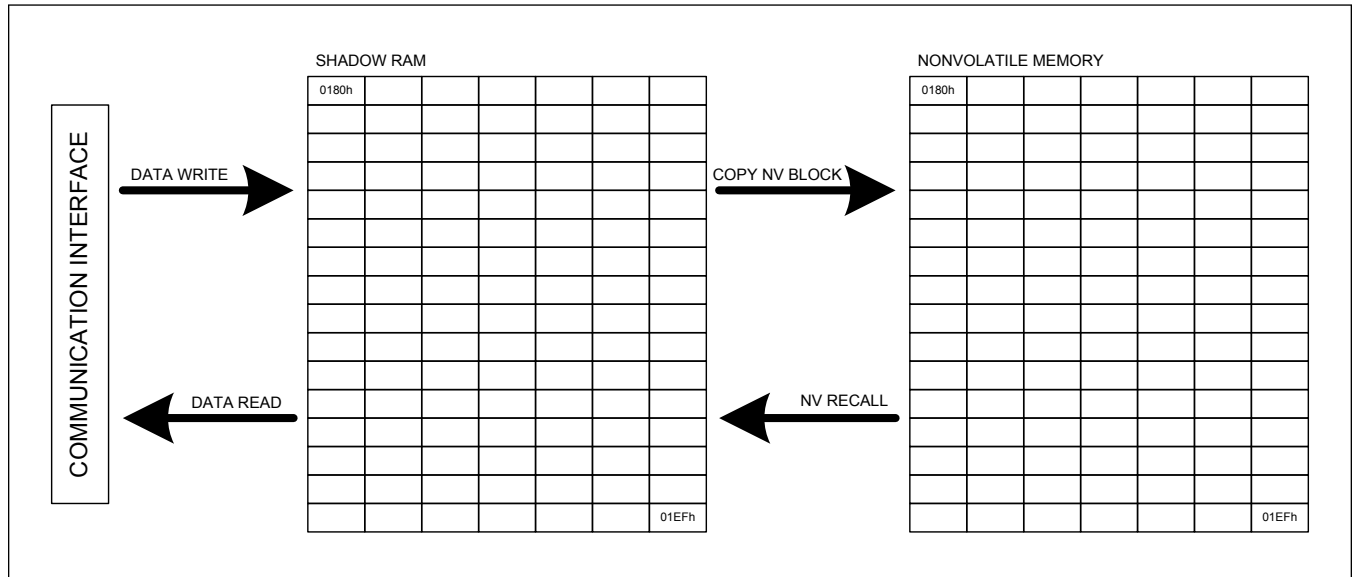 SHADOW RAM
NONVOLATILE MEMORY
0180h
0180h
COMMUNICATION INTERFACE
DATA WRITE
COPY NV BLOCK
DATA READ
NV RECALL
01EFh
01EFh